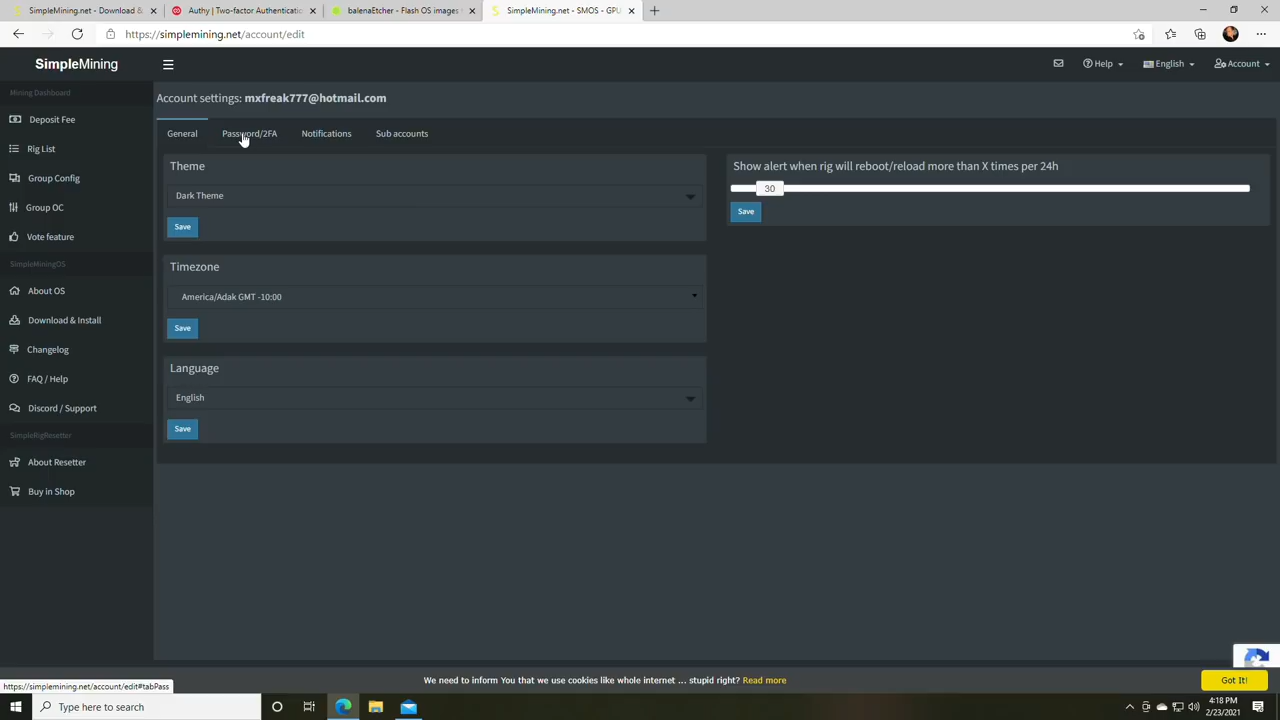 SimpleMining.net - Download &
Authy | Two-factor Authenticatio
balenaEtcher - Flash OS images t
SimpleMining.net - SMOS - GPU
https://simplemining.net/account/edit
SimpleMining
Help
English
Account
Mining Dashboard
Deposit Fee
Rig List
Group Config
Group OC
Vote feature
SimpleMiningOS
About OS
Download & Install
Changelog
FAQ / Help
Discord / Support
SimpleRigResetter
About Resetter
Buy in Shop
Account settings: mxfreak777@hotmail.com
General
Password/2FA
Notifications
Sub accounts
Theme
Dark Theme
Save
Timezone
America/Adak GMT -10:00
Save
Language
English
Save
Show alert when rig will reboot/reload more than X times per 24h
30
Save
We need to inform You that we use cookies like whole internet ... stupid right? Read more
Got It!
https://simplemining.net/account/edit#tabPass
Type here to search
4:18 PM
2/23/2021